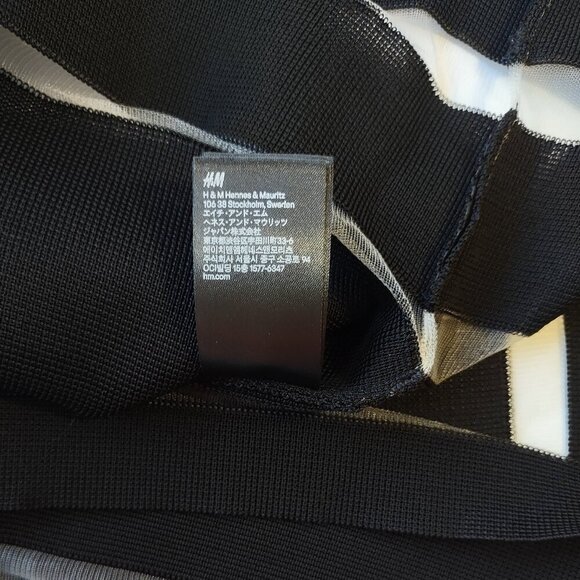 H&M
H & M Hennes & Mauritz
106 38 Stockholm, Sweden
エイチ・アンド・エム
ヘネス・アンド・マウリッツ
ジャパン株式会社
東京都渋谷区宇田川町33-6
에이치엔엠헤네스앤모리츠
주식회사 서울시 중구 소공로 94
OCI빌딩 15층 1577-6347
hm.com